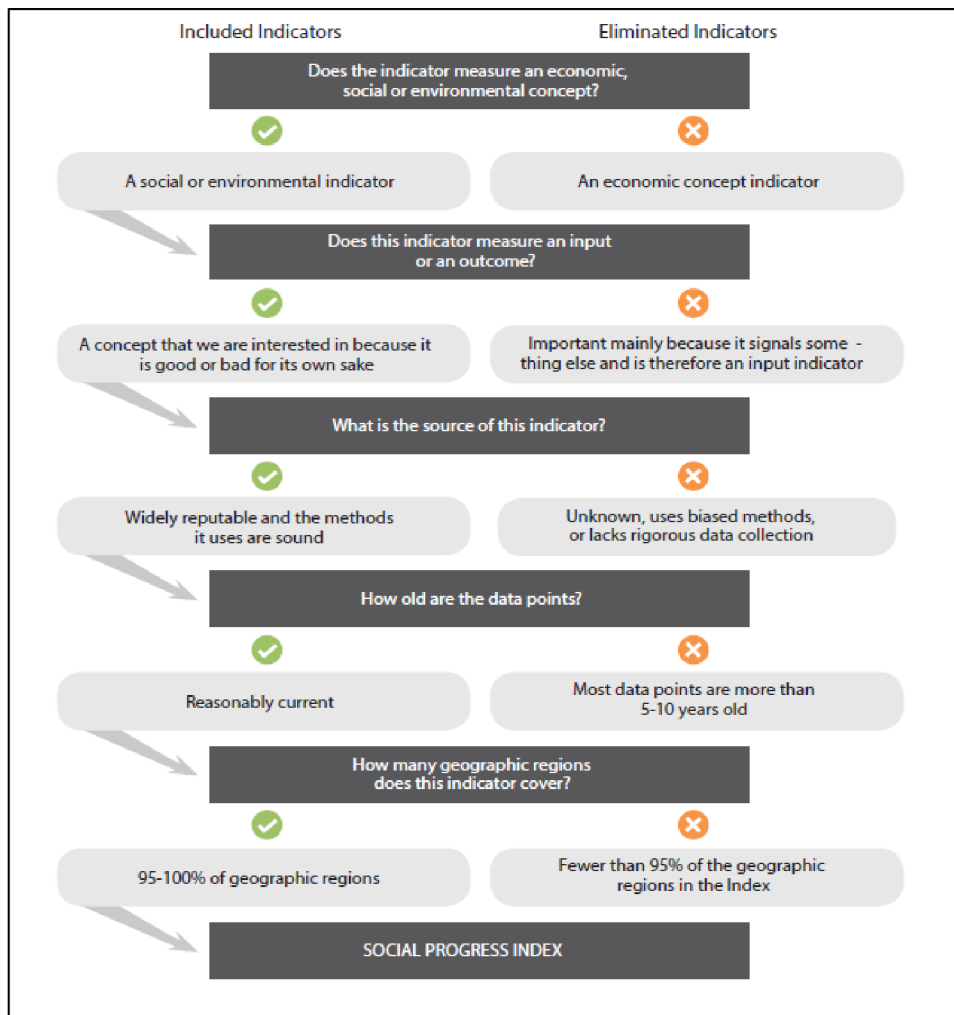 Included Indicators
Eliminated Indicators
Does the indicator measure an economic,
social or environmental concept?
A social or environmental indicator
An economic concept indicator
Does this indicator measure an input
or an outcome?
A concept that we are interested in because it
is good or bad for its own sake
Important mainly because it signals some -
thing else and is therefore an input indicator
What is the source of this indicator?
Widely reputable and the methods
it uses are sound
Unknown, uses biased methods,
or lacks rigorous data collection
How old are the data points?
Reasonably current
Most data points are more than
5-10 years old
How many geographic regions
does this indicator cover?
95-100% of geographic regions
Fewer than 95% of the geographic
regions in the Index
SOCIAL PROGRESS INDEX